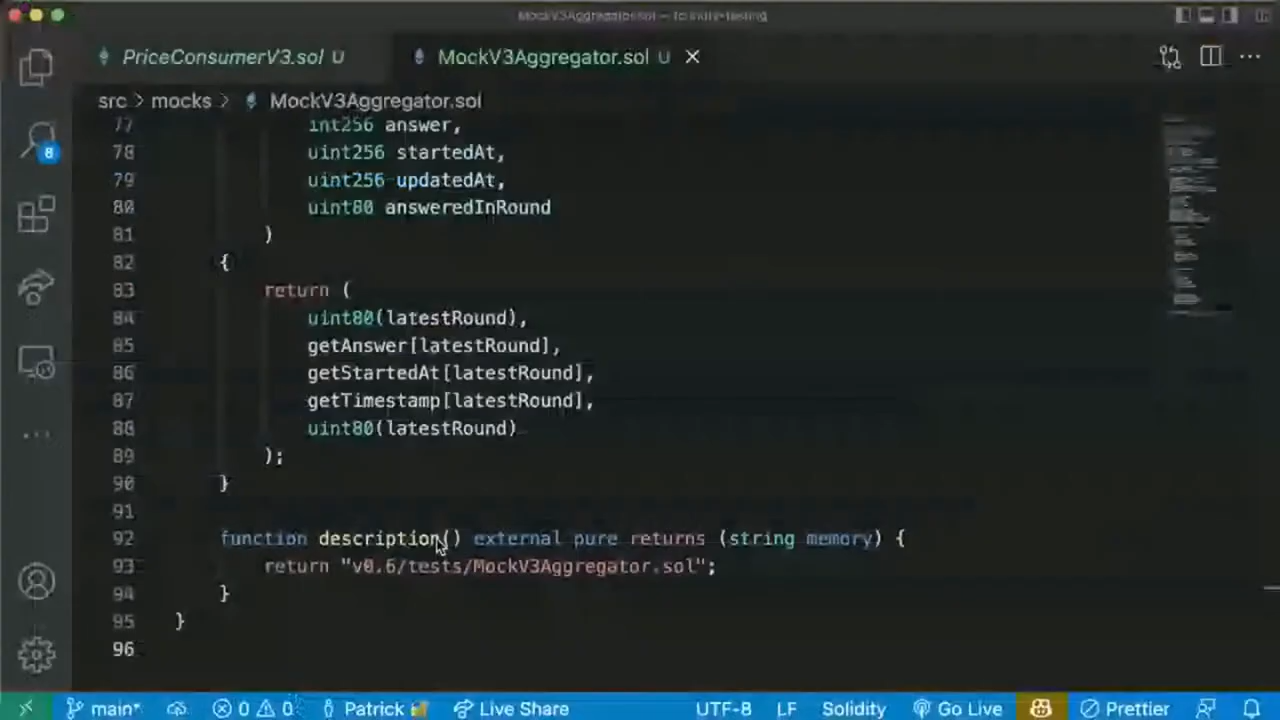 MockV3Aggregator.sol
PriceConsumerV3.sol U
MockV3Aggregator.sol U
src > mocks > MockV3Aggregator.sol
8
77 int256 answer,
78 uint256 startedAt,
79 uint256 updatedAt,
80 uint80 answeredInRound
81 )
82 {
83 return (
84 uint80(latestRound),
85 getAnswer[latestRound],
86 getStartedAt[latestRound],
87 getTimestamp[latestRound],
88 uint80(latestRound)
89 );
90 }
91
92 function description() external pure returns (string memory) {
93 return "v0.6/tests/MockV3Aggregator.sol";
94 }
95 }
96
main* 0 0 Patrick Live Share UTF-8 LF Solidity Go Live Prettier